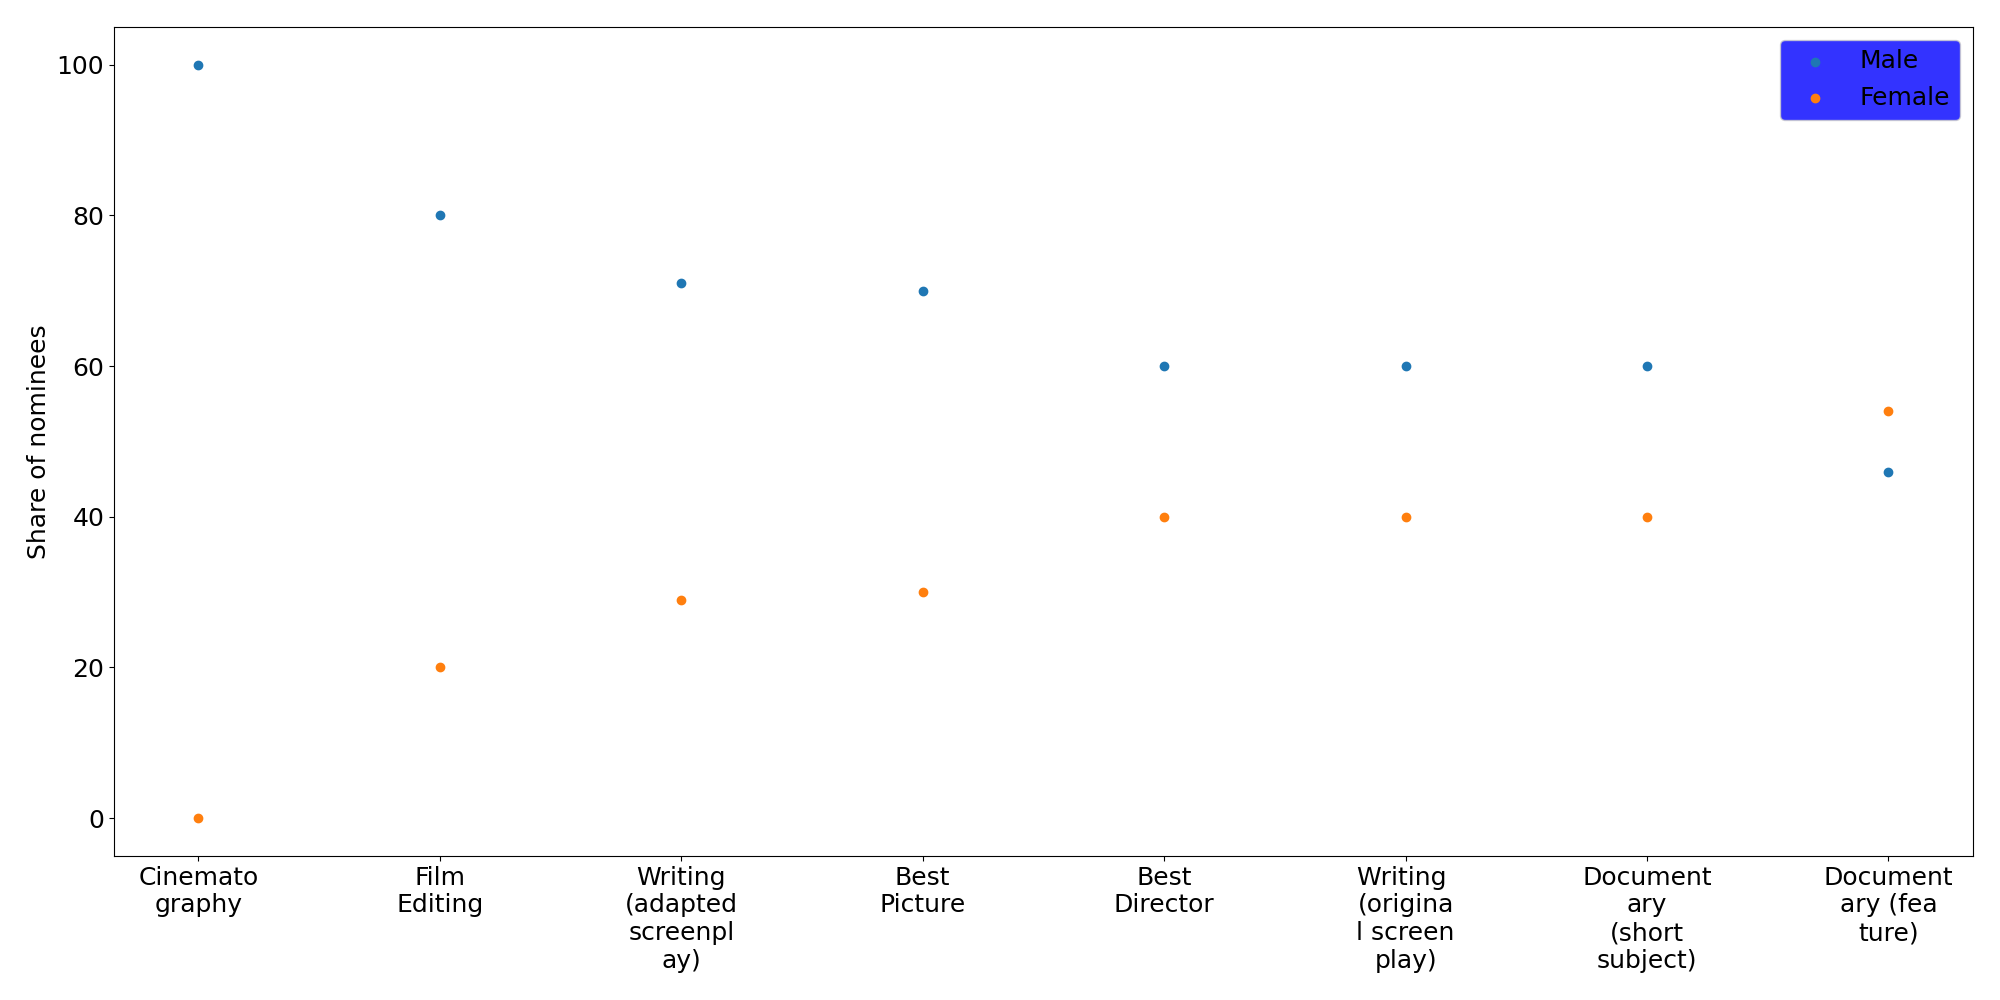 Male
Female
Share of nominees
100
80
60
40
20
0
Cinemato
graphy
Film
Editing
Writing
(adapted
screenpl
ay)
Best
Picture
Best
Director
Writing
(origina
l screen
play)
Document
ary
(short
subject)
Document
ary (fea
ture)